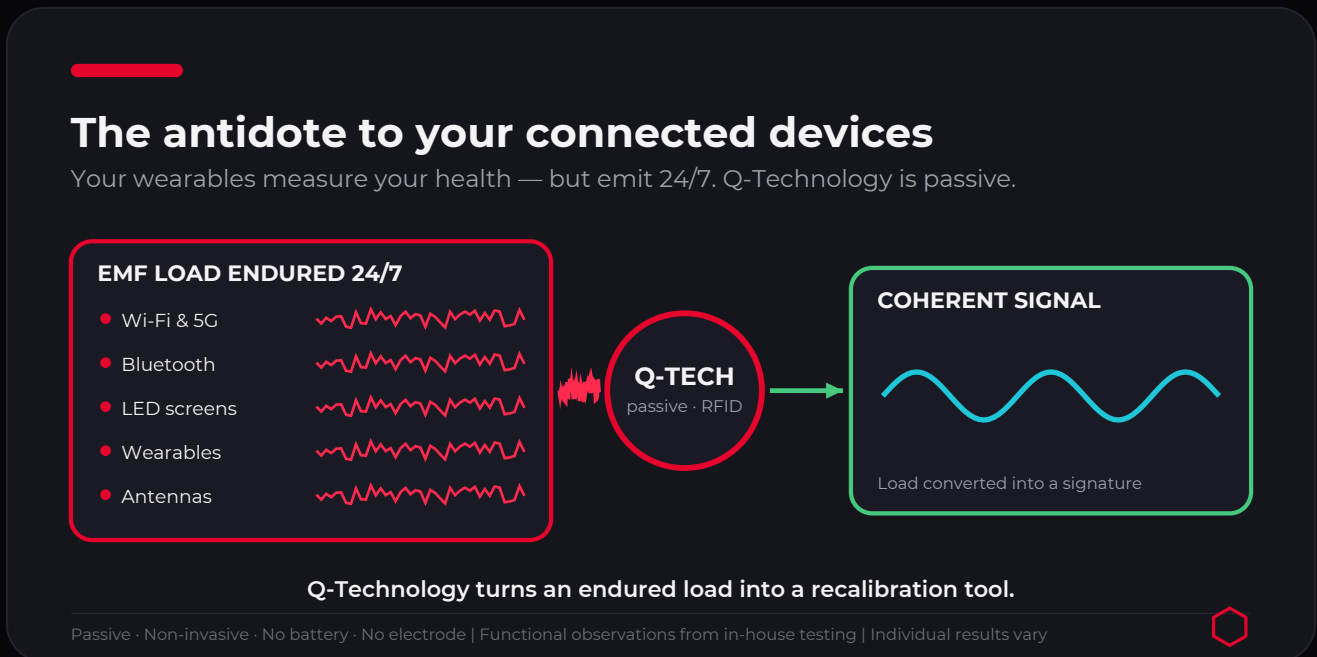 The antidote to your connected devices
Your wearables measure your health — but emit 24/7. Q-Technology is passive.
EMF LOAD ENDURED 24/7
Wi-Fi & 5G
Bluetooth
LED screens
Wearables
Antennas
Q-TECH
passive · RFID
COHERENT SIGNAL
Load converted into a signature
Q-Technology turns an endured load into a recalibration tool.
Passive · Non-invasive · No battery · No electrode | Functional observations from in-house testing | Individual results vary